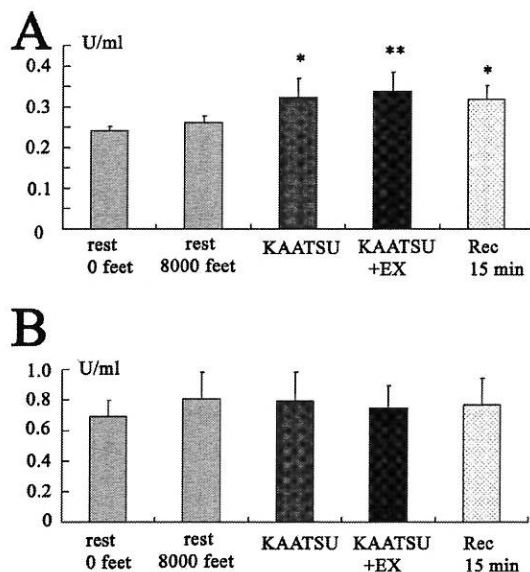 A
U/ml
0.4
*
**
*
0.3
0.2
0.1
0
rest
0 feet
rest
8000 feet
KAATSU
KAATSU
+EX
Rec
15 min
B
U/ml
1.0
0.8
0.6
0.4
0.2
0
rest
0 feet
rest
8000 feet
KAATSU
KAATSU
+EX
Rec
15 min